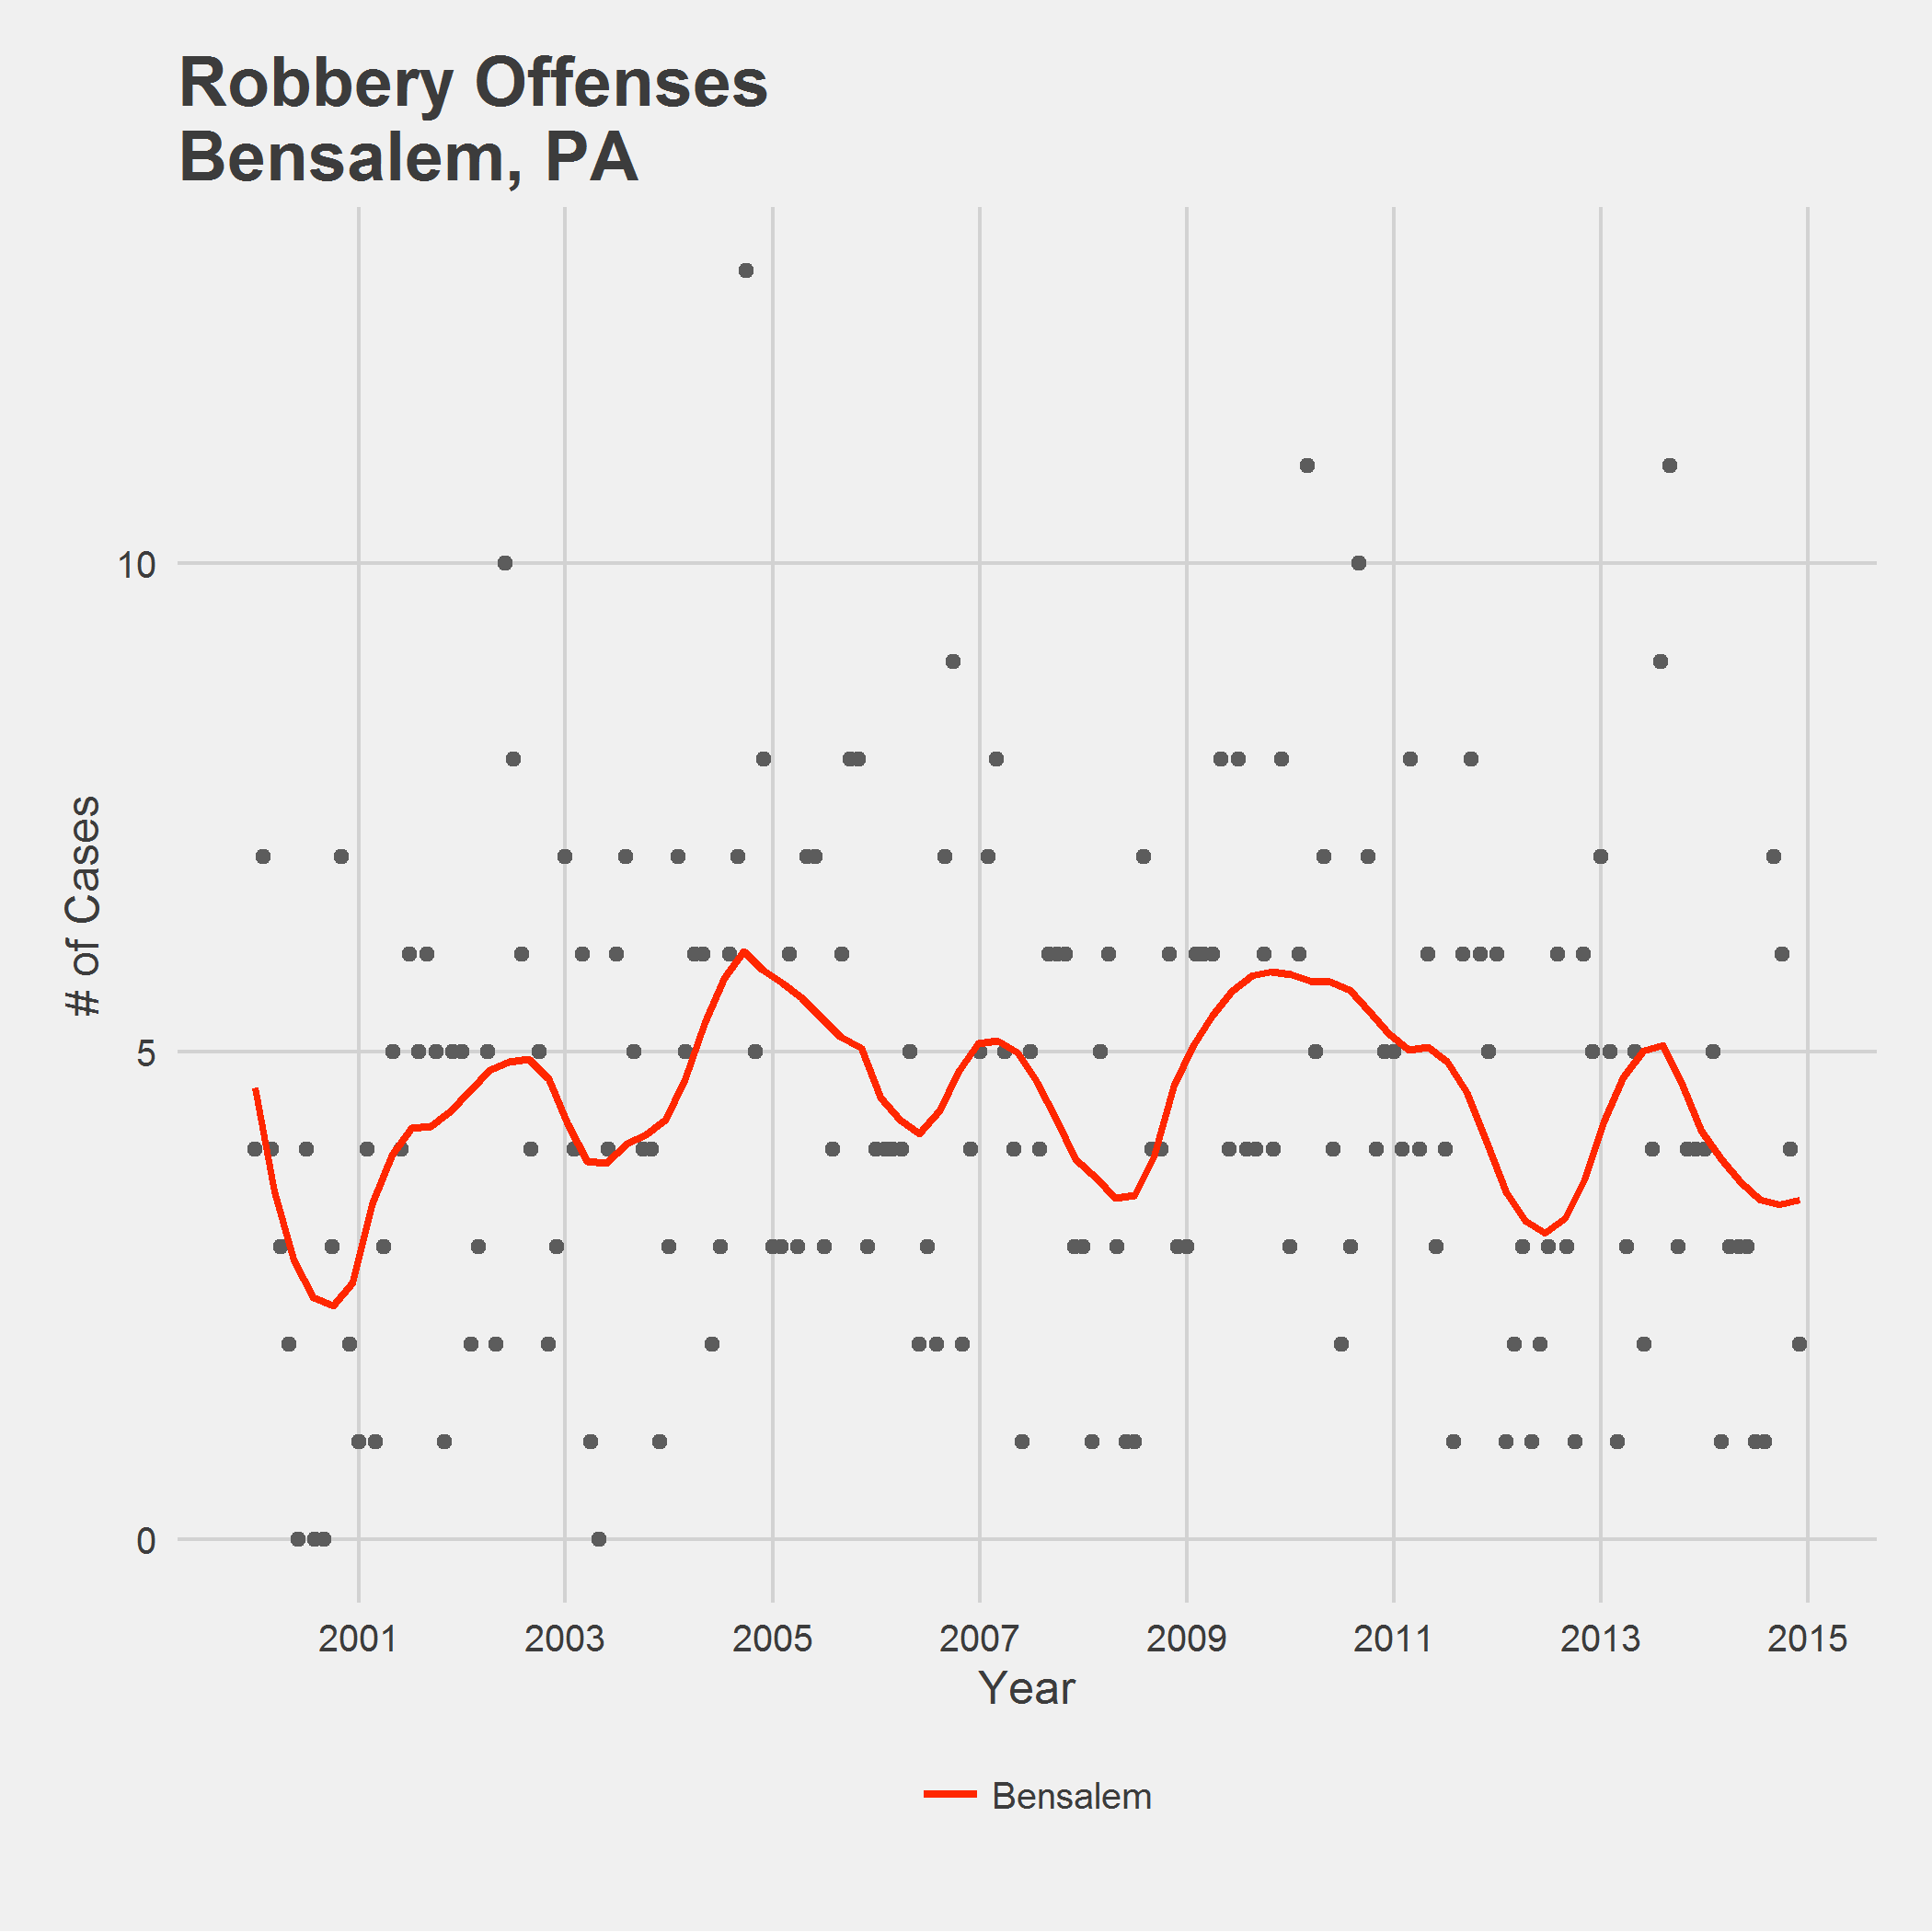 Robbery Offenses
Bensalem, PA
# of Cases
10
5
0
2001 2003 2005 2007 2009 2011 2013 2015
Year
Bensalem